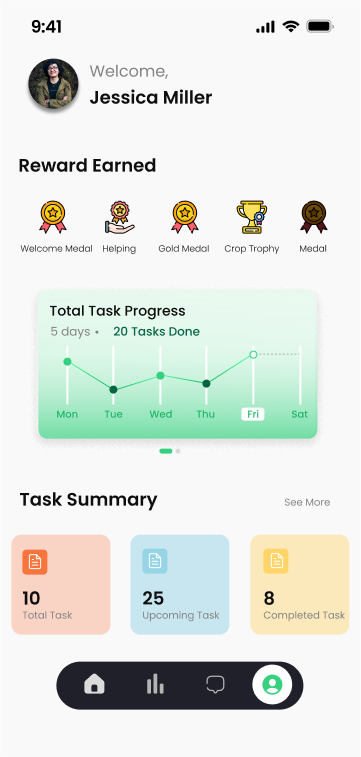 9:41
Welcome,
Jessica Miller
Reward Earned
Welcome Medal Helping Gold Medal Crop Trophy Medal
Total Task Progress
5 days • 20 Tasks Done
Mon Tue Wed Thu Fri Sat
Task Summary
See More
10 25 8
Total Task Upcoming Task Completed Task